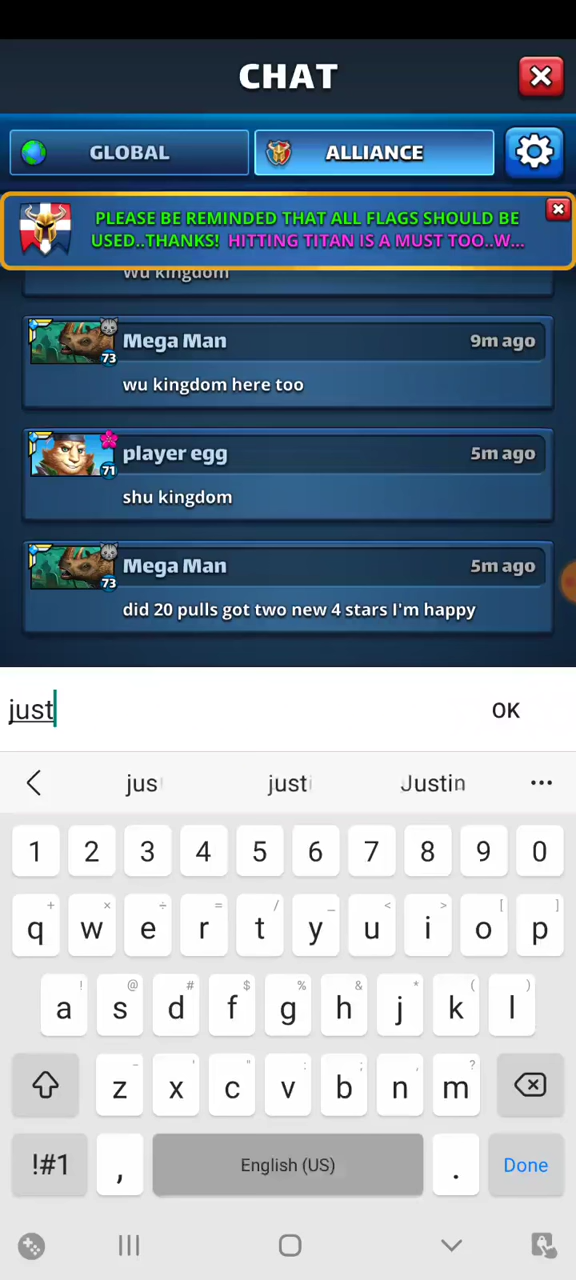 CHAT
GLOBAL
ALLIANCE
PLEASE BE REMINDED THAT ALL FLAGS SHOULD BE
USED..THANKS! HITTING TITAN IS A MUST TOO..W...
Wu kingdom
Mega Man
9m ago
73
wu kingdom here too
player egg
5m ago
71
shu kingdom
Mega Man
5m ago
73
did 20 pulls got two new 4 stars I'm happy
just
OK
jus
justi
Justin
...
1 2 3 4 5 6 7 8 9 0
+ × ÷ = / _ < > [ ]
q w e r t y u i o p
! @ # $ % & * ( )
a s d f g h j k l
- ' " : ; , ?
z x c v b n m
!#1 , English (US) . Done